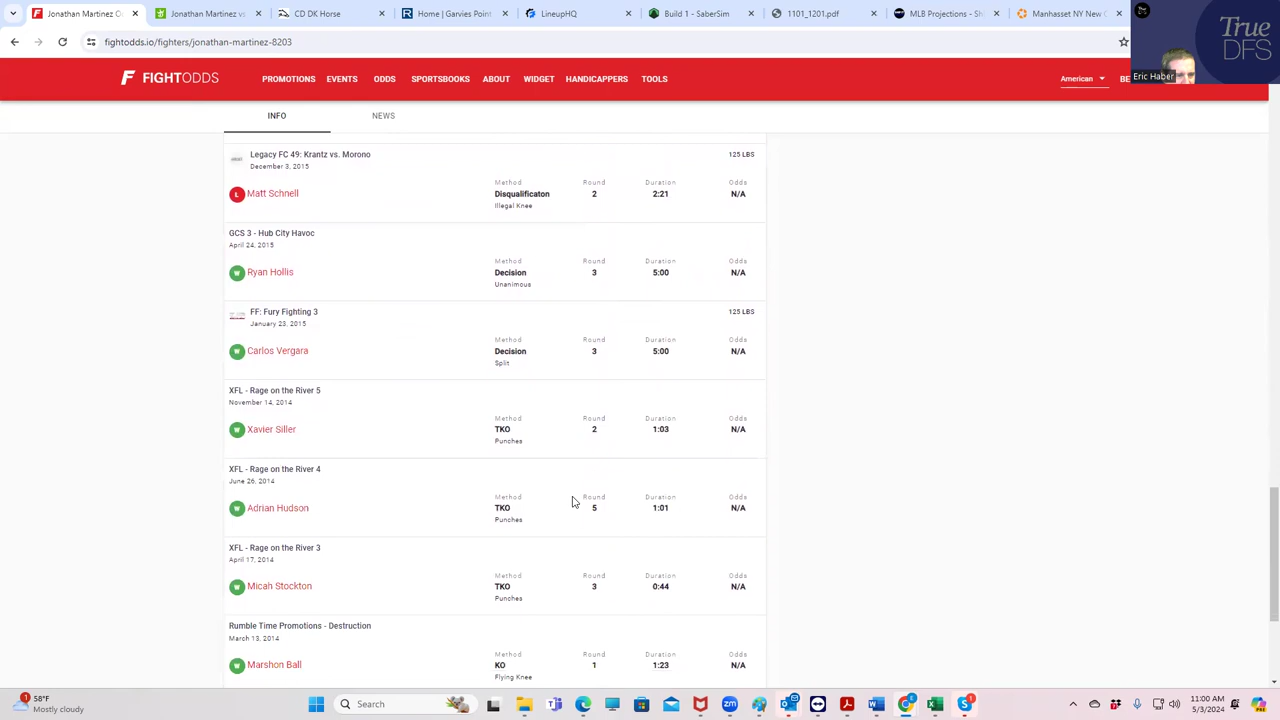 Jonathan Martinez O
Jonathan Martinez vs
CD DK Horse
Home | Garvies Point
LineupHQ
Build 1 - SaberSim
1101_1201.pdf
MLB Projections - Sh
Manhasset NY New C
fightodds.io/fighters/jonathan-martinez-8203
True
DFS
Eric Haber
FIGHTODDS
PROMOTIONS EVENTS ODDS SPORTSBOOKS ABOUT WIDGET HANDICAPPERS TOOLS
American
BE
INFO NEWS
Legacy FC 49: Krantz vs. Morono 125 LBS
December 3, 2015
Method Round Duration Odds
L Matt Schnell Disqualificaton 2 2:21 N/A
Illegal Knee
GCS 3 - Hub City Havoc
April 24, 2015
Method Round Duration Odds
W Ryan Hollis Decision 3 5:00 N/A
Unanimous
FF: Fury Fighting 3 125 LBS
January 23, 2015
Method Round Duration Odds
W Carlos Vergara Decision 3 5:00 N/A
Split
XFL - Rage on the River 5
November 14, 2014
Method Round Duration Odds
W Xavier Siller TKO 2 1:03 N/A
Punches
XFL - Rage on the River 4
June 26, 2014
Method Round Duration Odds
W Adrian Hudson TKO 5 1:01 N/A
Punches
XFL - Rage on the River 3
April 17, 2014
Method Round Duration Odds
W Micah Stockton TKO 3 0:44 N/A
Punches
Rumble Time Promotions - Destruction
March 13, 2014
Method Round Duration Odds
W Marshon Ball KO 1 1:23 N/A
Flying Knee
58°F
Mostly cloudy
Search
11:00 AM
5/3/2024